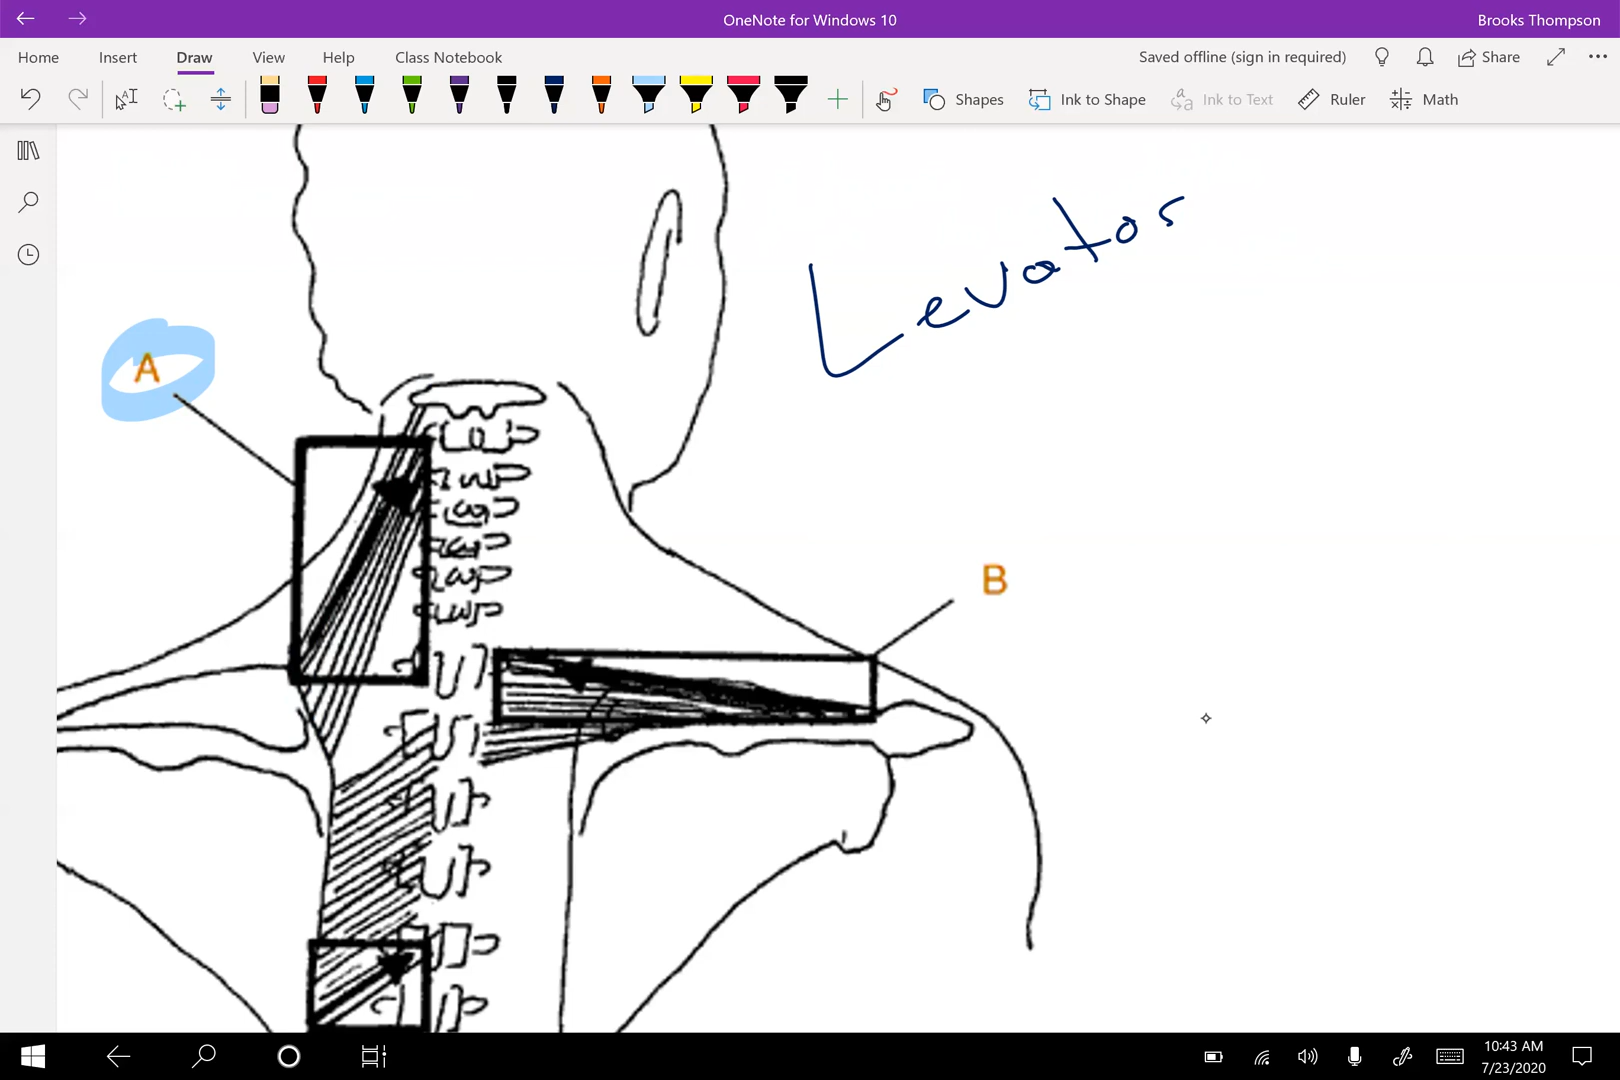 OneNote for Windows 10
Brooks Thompson
Home Insert Draw View Help Class Notebook
Saved offline (sign in required) Share
Shapes Ink to Shape Ink to Text Ruler Math
Levator
A
B
10:43 AM
7/23/2020